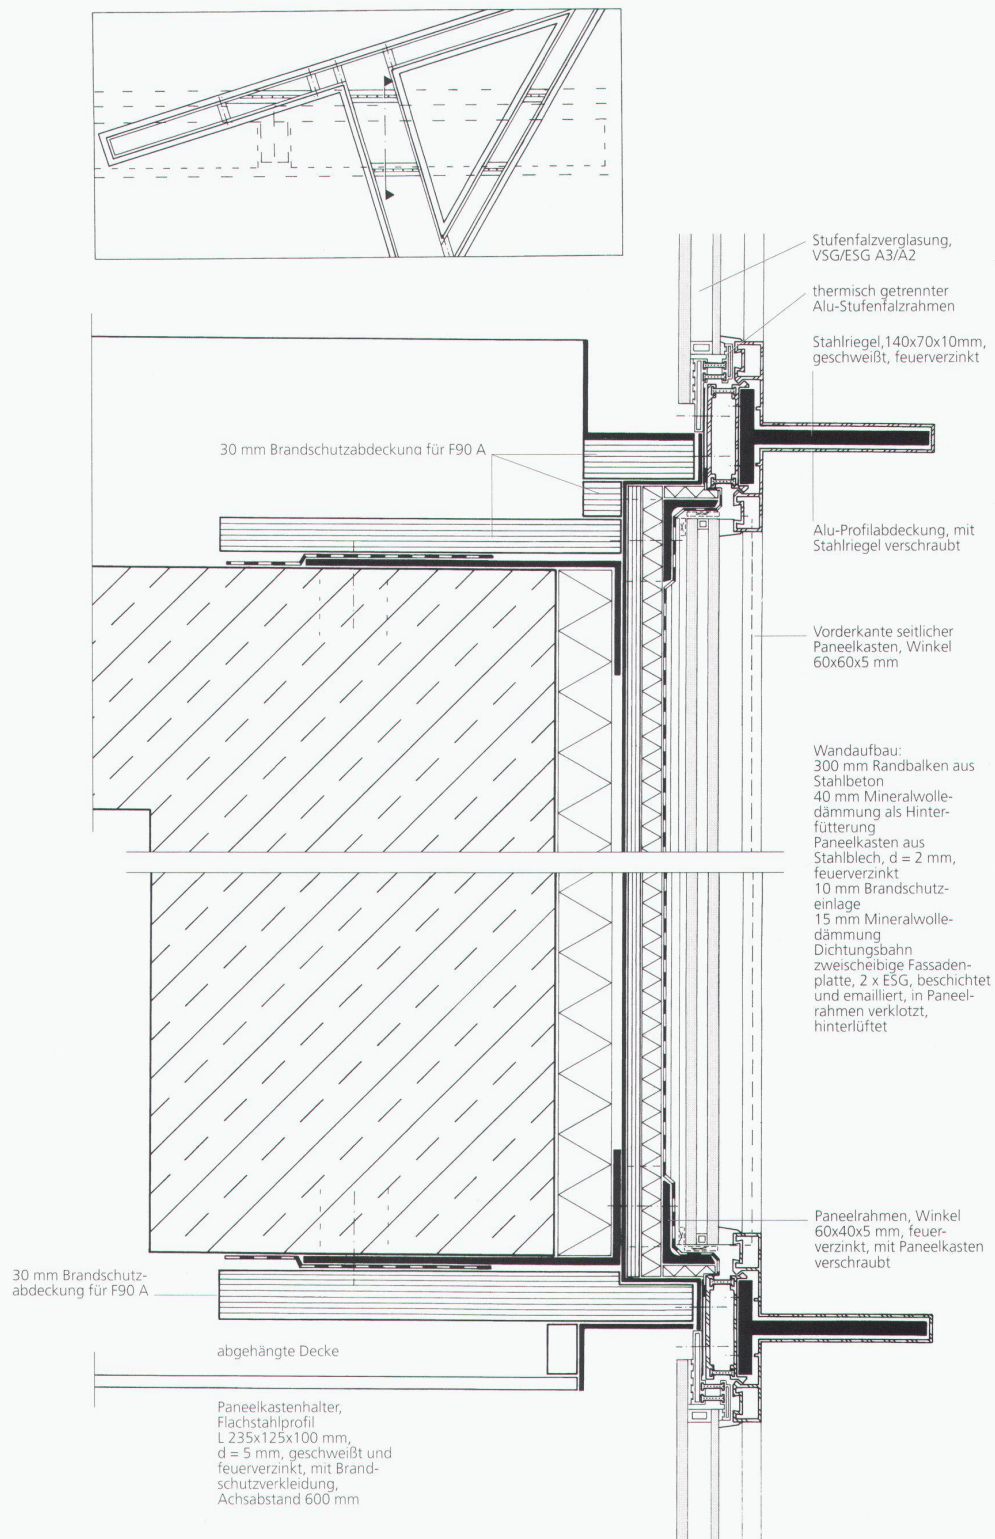 Stufenfalzverglasung,
VSG/ESG A3/A2
thermisch getrennter
Alu-Stufenfalzrahmen
Stahlriegel,140x70x10mm,
geschweißt, feuerverzinkt
30 mm Brandschutzabdeckung für F90 A
Alu-Profilabdeckung, mit
Stahlriegel verschraubt
Vorderkante seitlicher
Paneelkasten, Winkel
60x60x5 mm
Wandaufbau:
300 mm Randbalken aus
Stahlbeton
40 mm Mineralwolle-
dämmung als Hinter-
fütterung
Paneelkasten aus
Stahlblech, d = 2 mm,
feuerverzinkt
10 mm Brandschutz-
einlage
15 mm Mineralwolle-
dämmung
Dichtungsbahn
zweischeibige Fassaden-
platte, 2 x ESG, beschichtet
und emailliert, in Paneel-
rahmen verklotzt,
hinterlüftet
Paneelrahmen, Winkel
60x40x5 mm, feuer-
verzinkt, mit Paneelkasten
verschraubt
30 mm Brandschutz-
abdeckung für F90 A
abgehängte Decke
Paneelkastenhalter,
Flachstahlprofil
L 235x125x100 mm,
d = 5 mm, geschweißt und
feuerverzinkt, mit Brand-
schutzverkleidung,
Achsabstand 600 mm